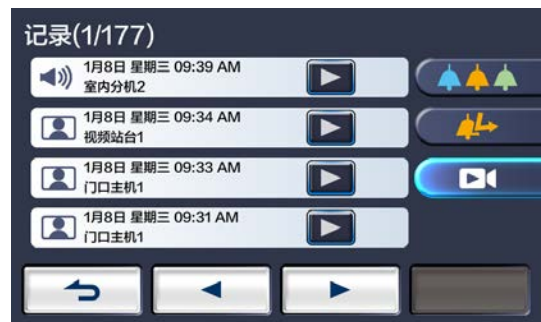 记录(1/177)
1月8日 星期三 09:39 AM
室内分机2
1月8日 星期三 09:34 AM
视频站台1
1月8日 星期三 09:33 AM
门口主机1
1月8日 星期三 09:31 AM
门口主机1